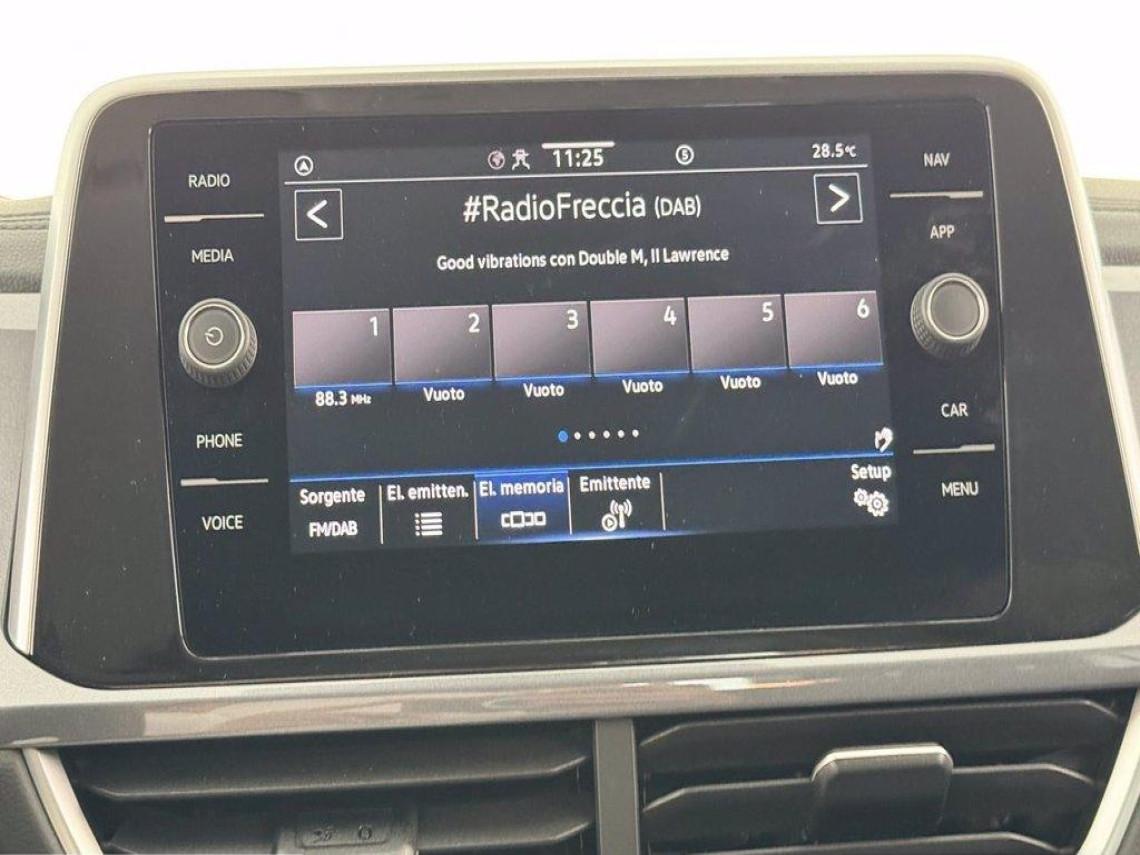 RADIO
MEDIA
PHONE
VOICE
11:25
5
28.5°C
#RadioFreccia (DAB)
Good vibrations con Double M, Il Lawrence
1 2 3 4 5 6
88.3 MHz Vuoto Vuoto Vuoto Vuoto Vuoto
Sorgente El. emitten. El. memoria Emittente Setup
FM/DAB
NAV
APP
CAR
MENU